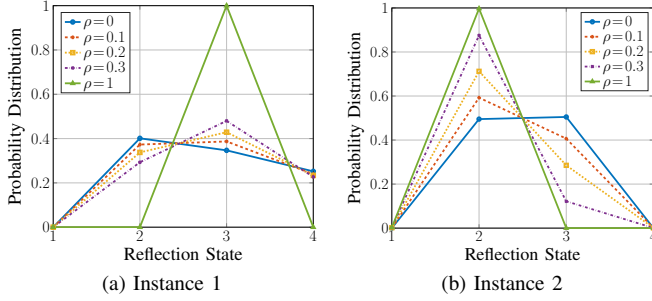 Probability Distribution
1
0.8
0.6
0.4
0.2
0
1
2
3
4
ρ=0
ρ=0.1
ρ=0.2
ρ=0.3
ρ=1
Reflection State
(a) Instance 1
Probability Distribution
1
0.8
0.6
0.4
0.2
0
1
2
3
4
ρ=0
ρ=0.1
ρ=0.2
ρ=0.3
ρ=1
Reflection State
(b) Instance 2